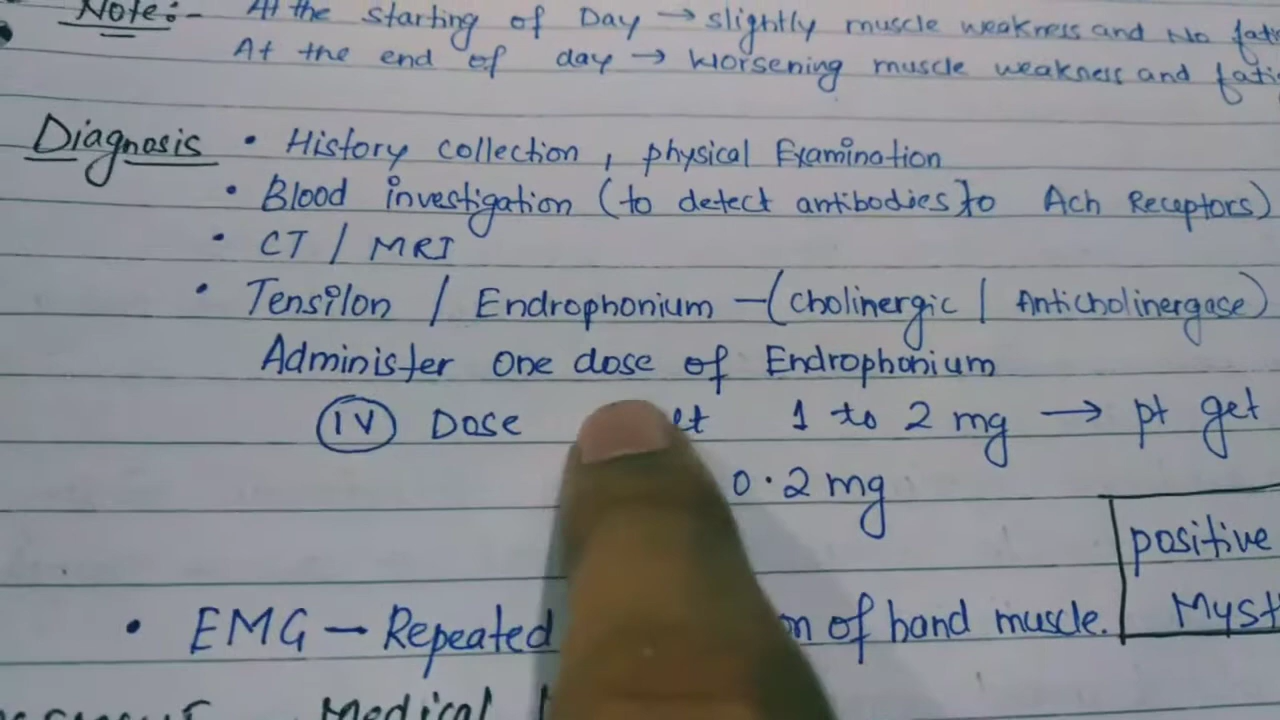 Note:- At the starting of Day → slightly muscle weakness and No
At the end of day → Worsening muscle weakness and
Diagnosis • History collection, physical Examination
• Blood investigation (to detect antibodies to Ach Receptors)
• CT / MRI
• Tensilon / Endrophonium - (cholinergic | Anticholinergase)
Administer one dose of Endrophonium
IV Dose 1 to 2 mg → pt get
0.2 mg
positive
• EMG - Repeated of hand muscle.
Medical